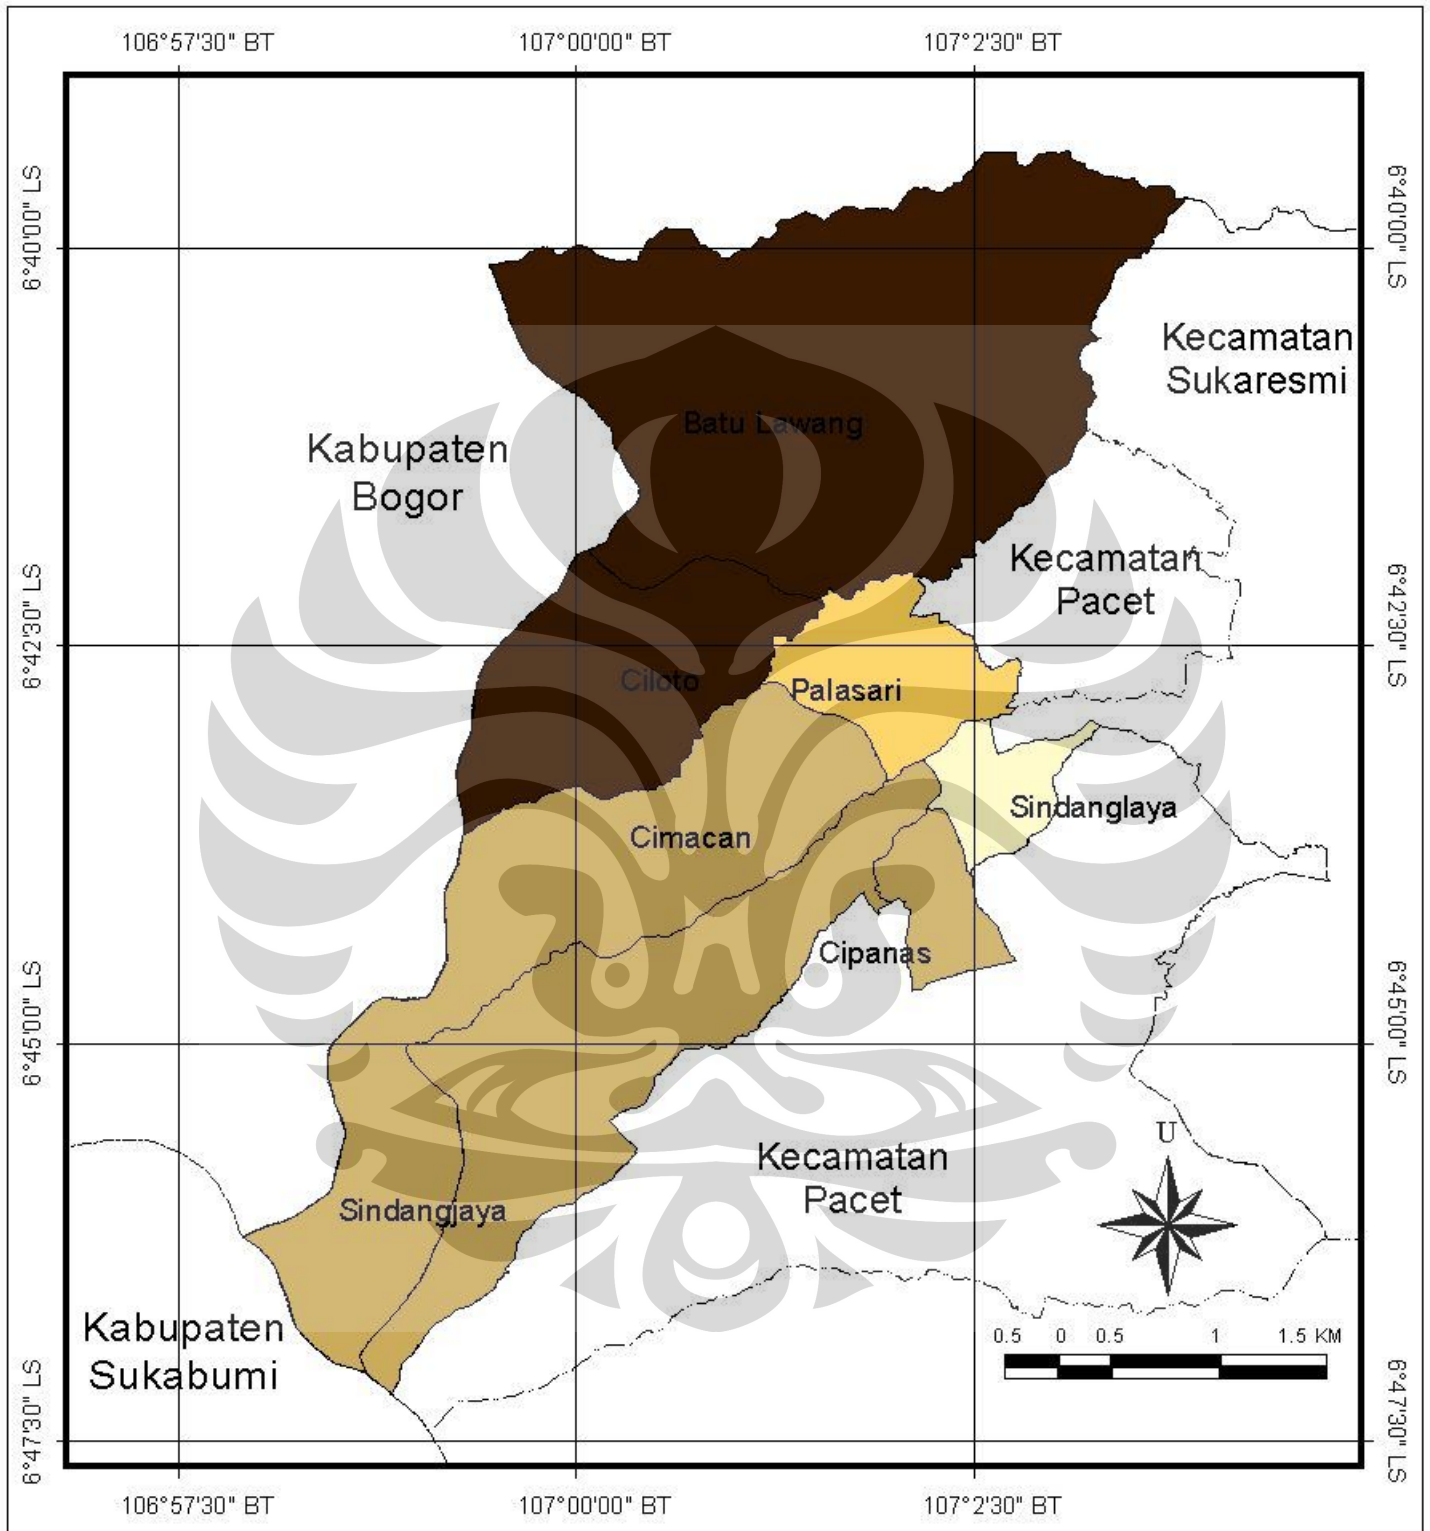 106°57'30" BT
107°00'00" BT
107°2'30" BT
6°40'00" LS
6°40'00" LS
Kecamatan
Sukaresmi
Batu Lawang
Kabupaten
Bogor
Kecamatan
Pacet
6°42'30" LS
6°42'30" LS
Ciloto
Palasari
Sindanglaya
Cimacan
Cipanas
6°45'00" LS
6°45'00" LS
U
Kecamatan
Pacet
Sindangjaya
Kabupaten
Sukabumi
0.5 0 0.5 1 1.5 KM
6°47'30" LS
6°47'30" LS
106°57'30" BT
107°00'00" BT
107°2'30" BT